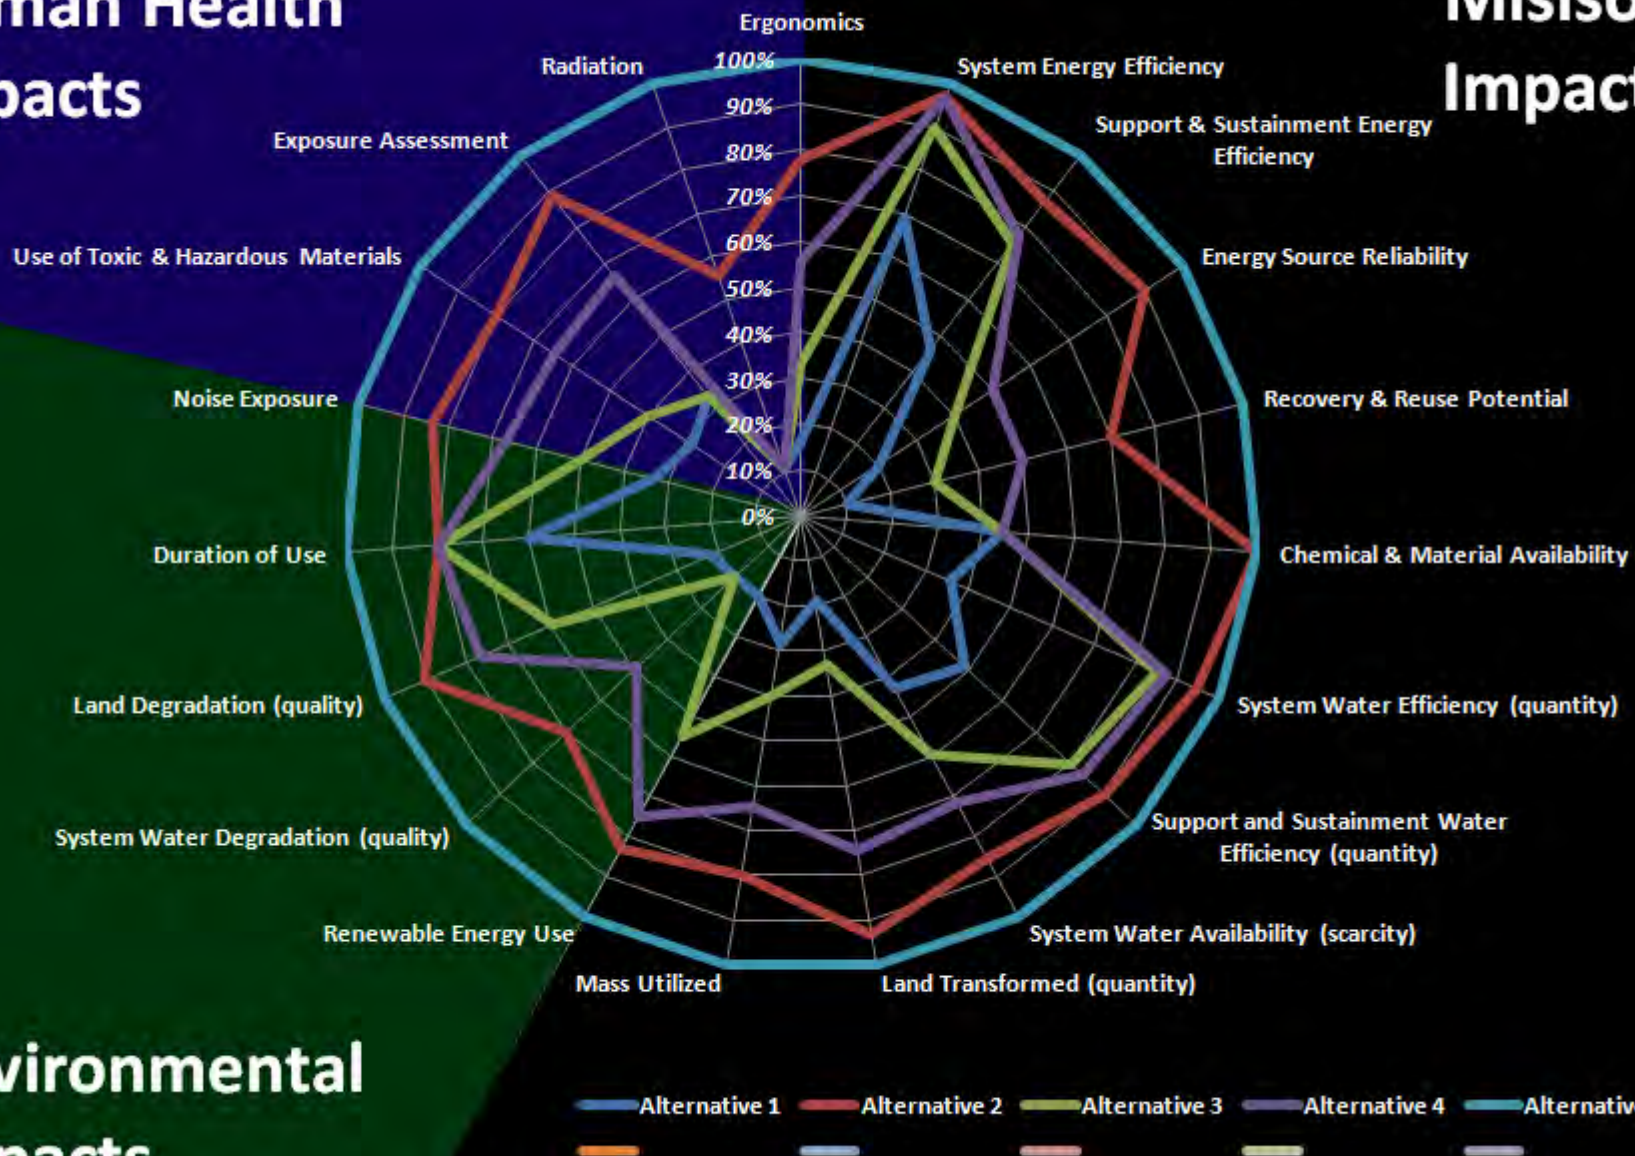 man Health
pacts
Impact
Ergonomics
Radiation
System Energy Efficiency
Exposure Assessment
Support & Sustainment Energy
Efficiency
Use of Toxic & Hazardous Materials
Energy Source Reliability
Noise Exposure
Recovery & Reuse Potential
Duration of Use
Chemical & Material Availability
Land Degradation (quality)
System Water Efficiency (quantity)
System Water Degradation (quality)
Support and Sustainment Water
Efficiency (quantity)
Renewable Energy Use
System Water Availability (scarcity)
Mass Utilized
Land Transformed (quantity)
100%
90%
80%
70%
60%
50%
40%
30%
20%
10%
0%
vironmental
pacts
Alternative 1 Alternative 2 Alternative 3 Alternative 4 Alternativ